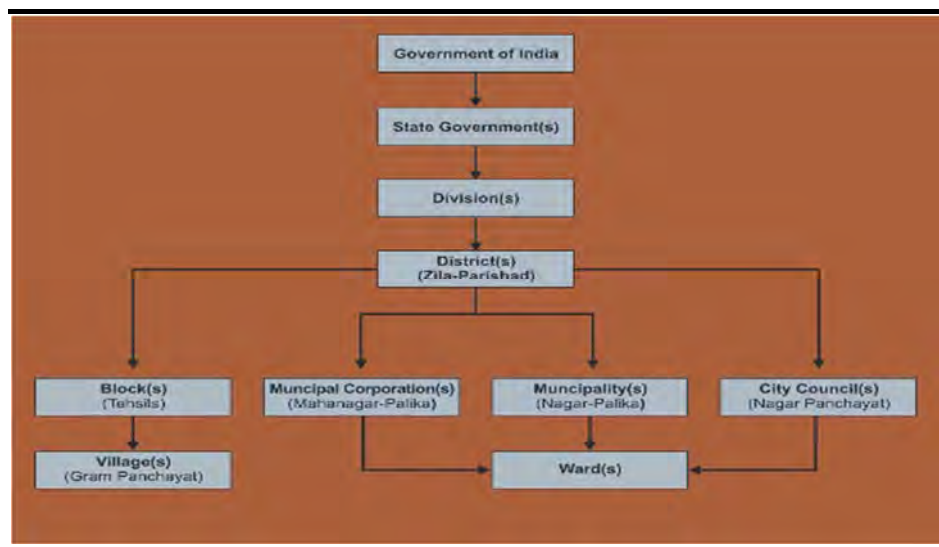 Government of India
State Government(s)
Division(s)
District(s)
(Zila-Parishad)
Block(s)
(Tehsils)
Muncipal Corporation(s)
(Mahanagar-Palika)
Muncipality(s)
(Nagar-Palika)
City Council(s)
(Nagar Panchayat)
Village(s)
(Gram Panchayat)
Ward(s)